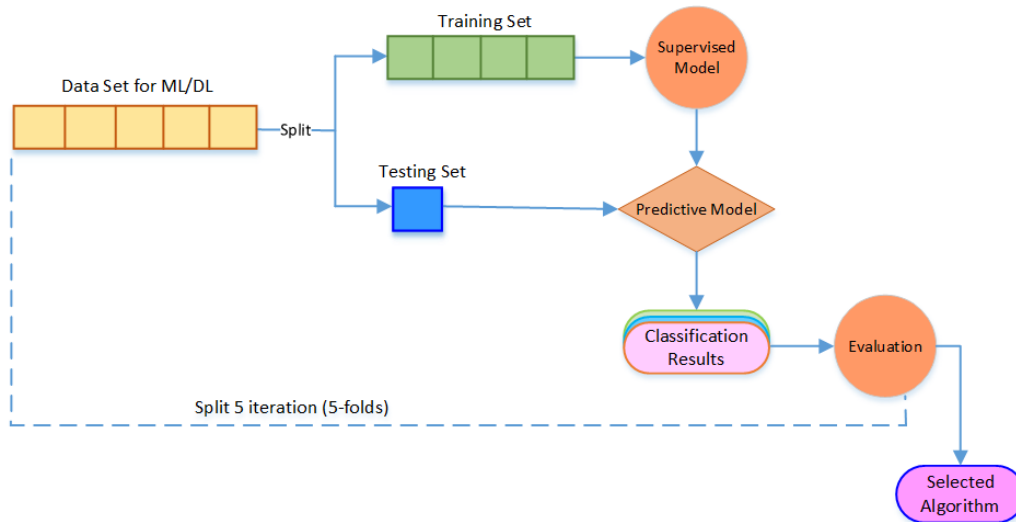 Training Set
Supervised
Model
Data Set for ML/DL
Split
Testing Set
Predictive Model
Classification
Results
Evaluation
Split 5 iteration (5-folds)
Selected
Algorithm